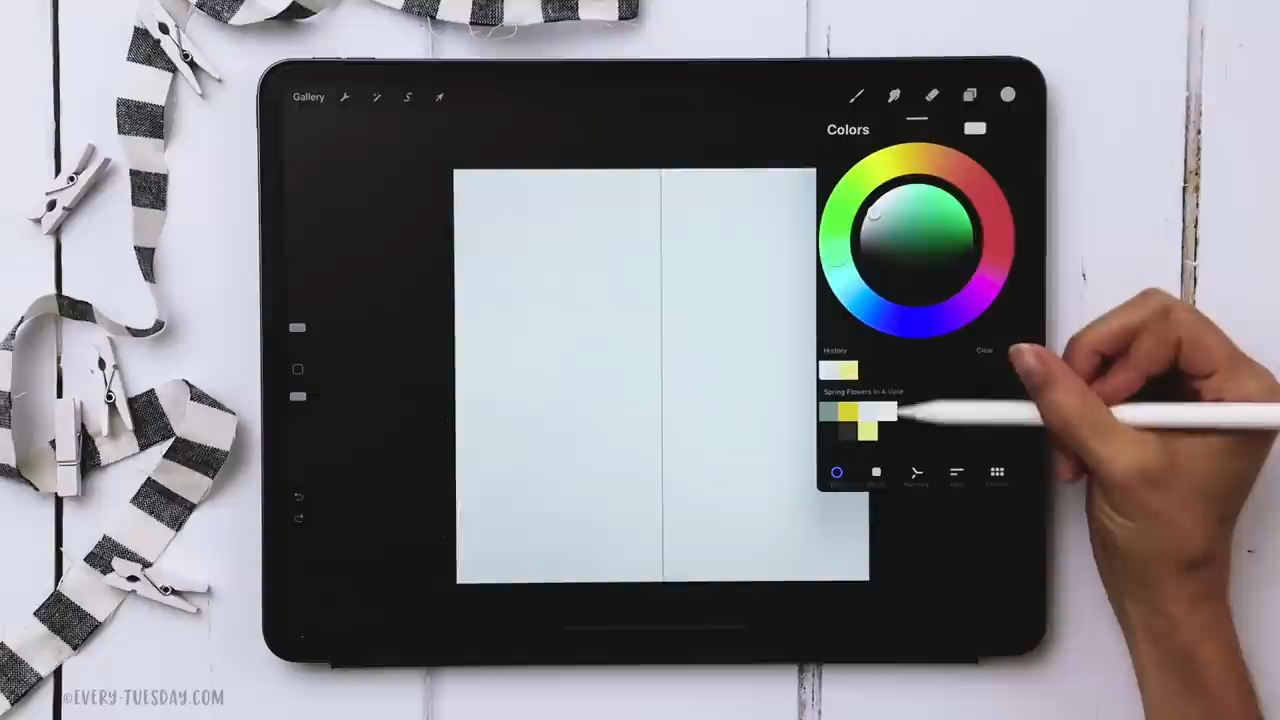 Gallery
Colors
History
Clear
Spring Flowers In A Vase
©EVERY-TUESDAY.COM